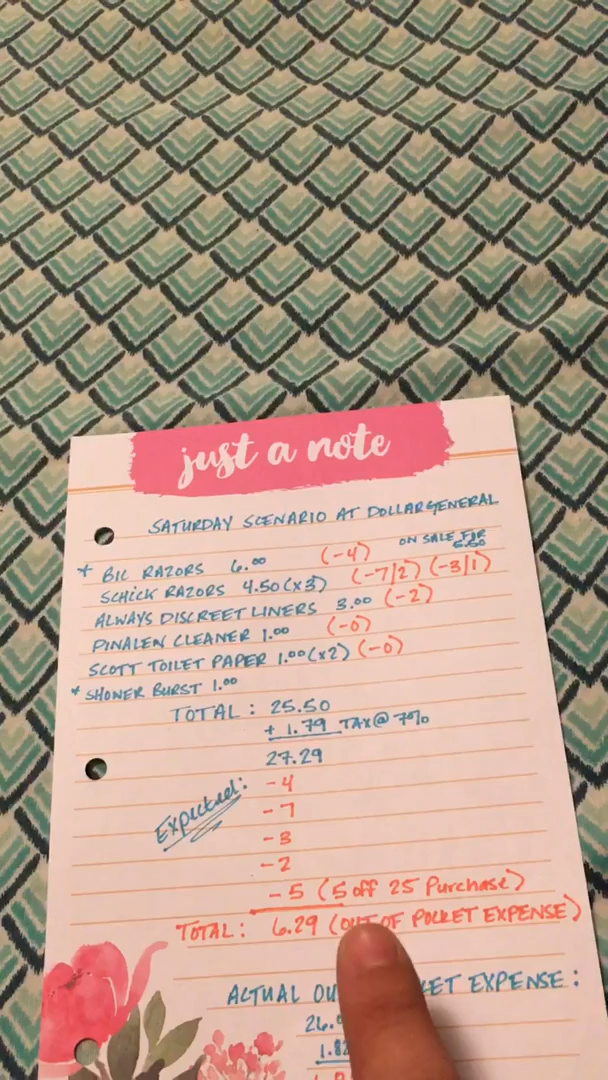 just a note
SATURDAY SCENARIO AT DOLLARGENERAL
* BIC RAZORS 6.00 (-4) ON SALE FOR 5.50
SCHICK RAZORS 4.50 (x3) (-7/2) (-3/1)
ALWAYS DISCREET LINERS 3.00 (-2)
PINALEN CLEANER 1.00 (-0)
SCOTT TOILET PAPER 1.00 (x2) (-0)
* SHOWER BURST 1.00
TOTAL: 25.50
+ 1.79 TAX @ 7%
27.29
Expected:
-4
-7
-3
-2
-5 (5 off 25 Purchase)
TOTAL: 6.29 (OUT OF POCKET EXPENSE)
ACTUAL EXPENSE: